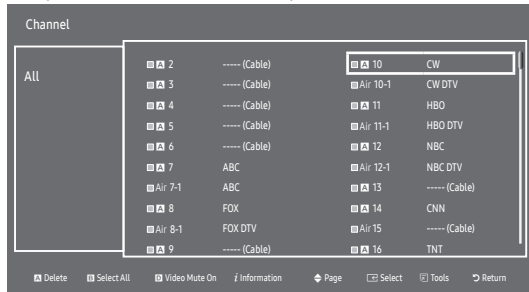 Channel
All
A 2 ----- (Cable)
A 3 ----- (Cable)
A 4 ----- (Cable)
A 5 ----- (Cable)
A 6 ----- (Cable)
A 7 ABC
Air 7-1 ABC
A 8 FOX
Air 8-1 FOX DTV
A 9 ----- (Cable)
A 10 CW
Air 10-1 CW DTV
A 11 HBO
Air 11-1 HBO DTV
A 12 NBC
Air 12-1 NBC DTV
A 13 ----- (Cable)
A 14 CNN
Air 15 ----- (Cable)
A 16 TNT
A Delete B Select All D Video Mute On i Information Page Select Tools Return